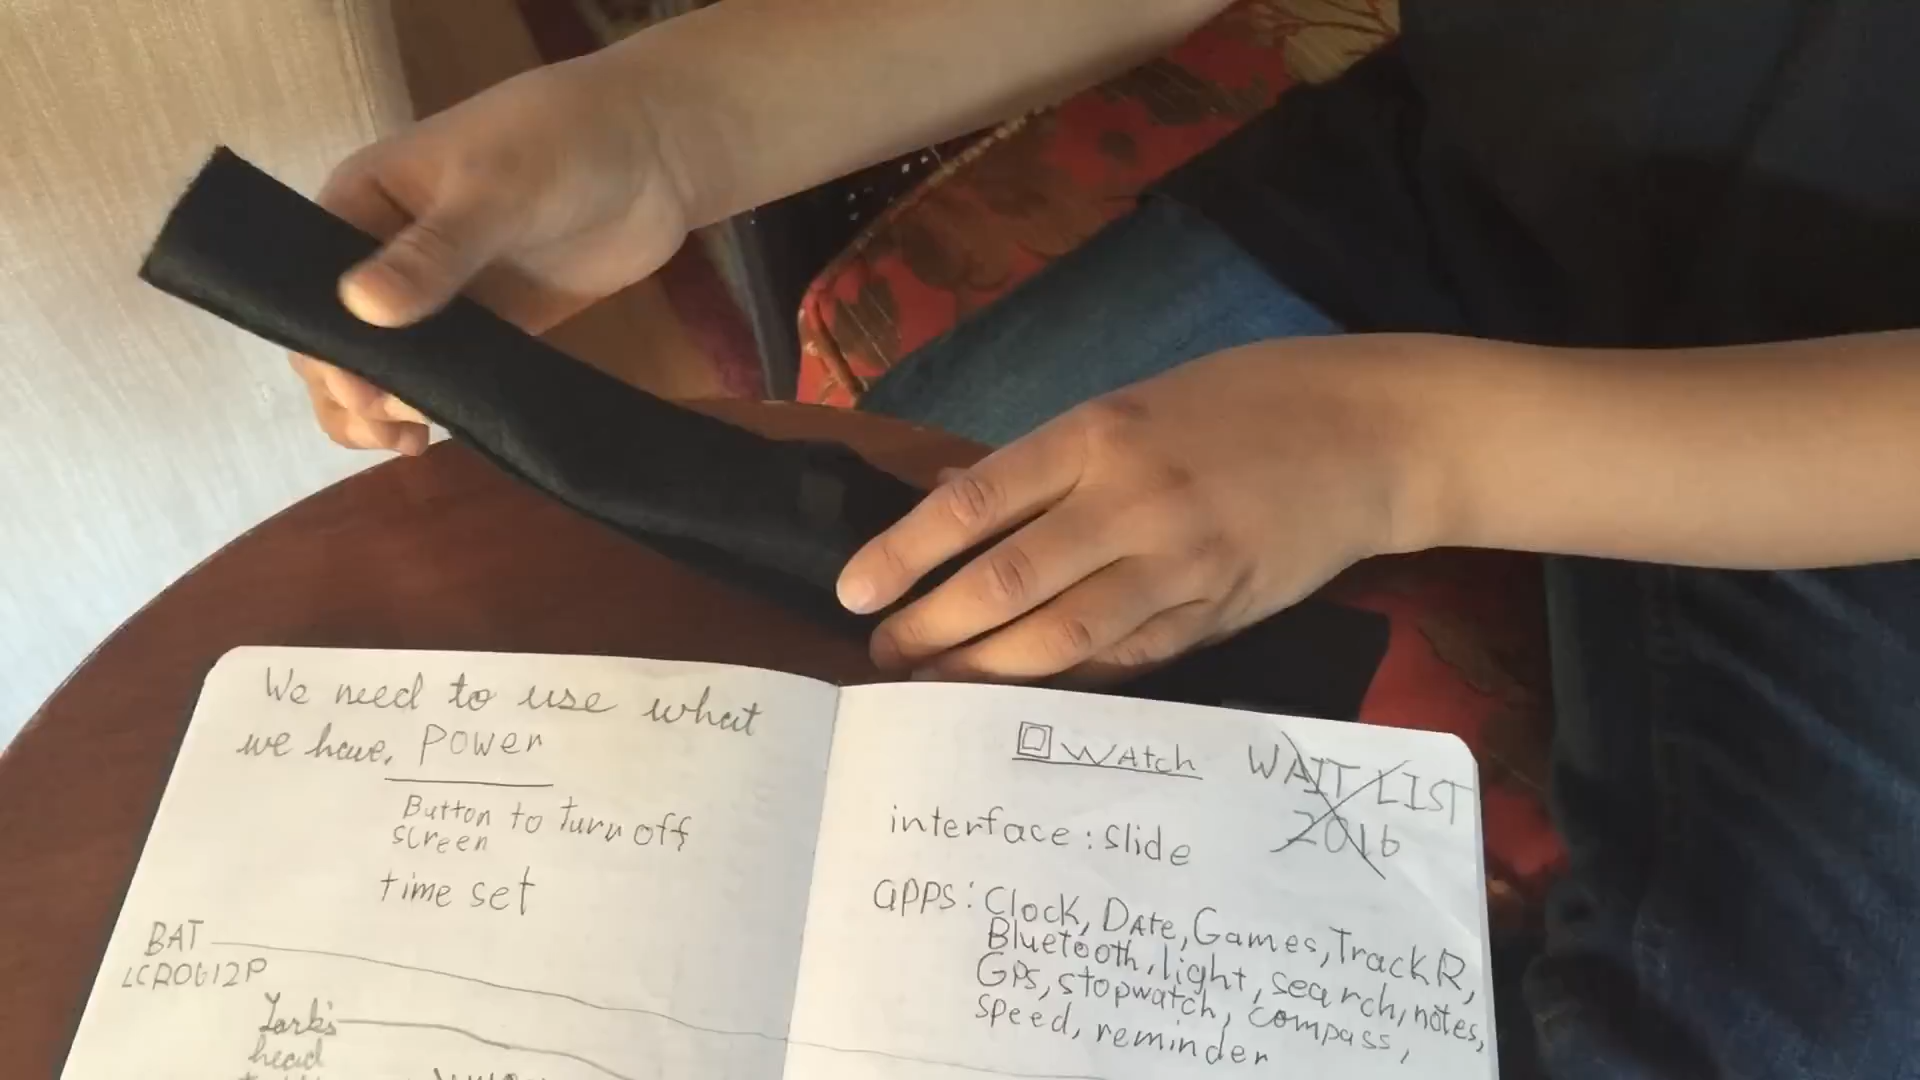 We need to use what
we have. Power
Button to turn off
screen
time set
BAT
LCR0612P
head
Watch
WAIT LIST
2016
interface: slide
apps: Clock, Date, Games, TrackR,
Bluetooth, light, search, notes,
GPS, stopwatch, compass,
speed, reminder